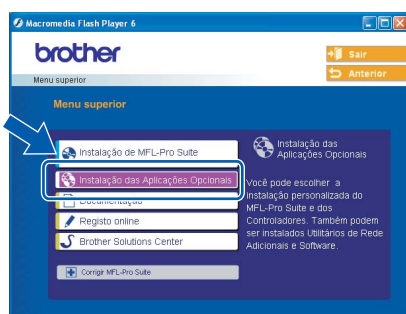 Macromedia Flash Player 6
brother
Sair
Menu superior
Anterior
Menu superior
Instalação de MFL-Pro Suite
Instalação das Aplicações Opcionais
Documentação
Registo online
Brother Solutions Center
Corrigir MFL-Pro Suite
Instalação das
Aplicações Opcionais
Você pode escolher a
instalação personalizada do
MFL-Pro Suite e dos
Controladores. Também podem
ser instalados Utilitários de Rede
Adicionais e Software.